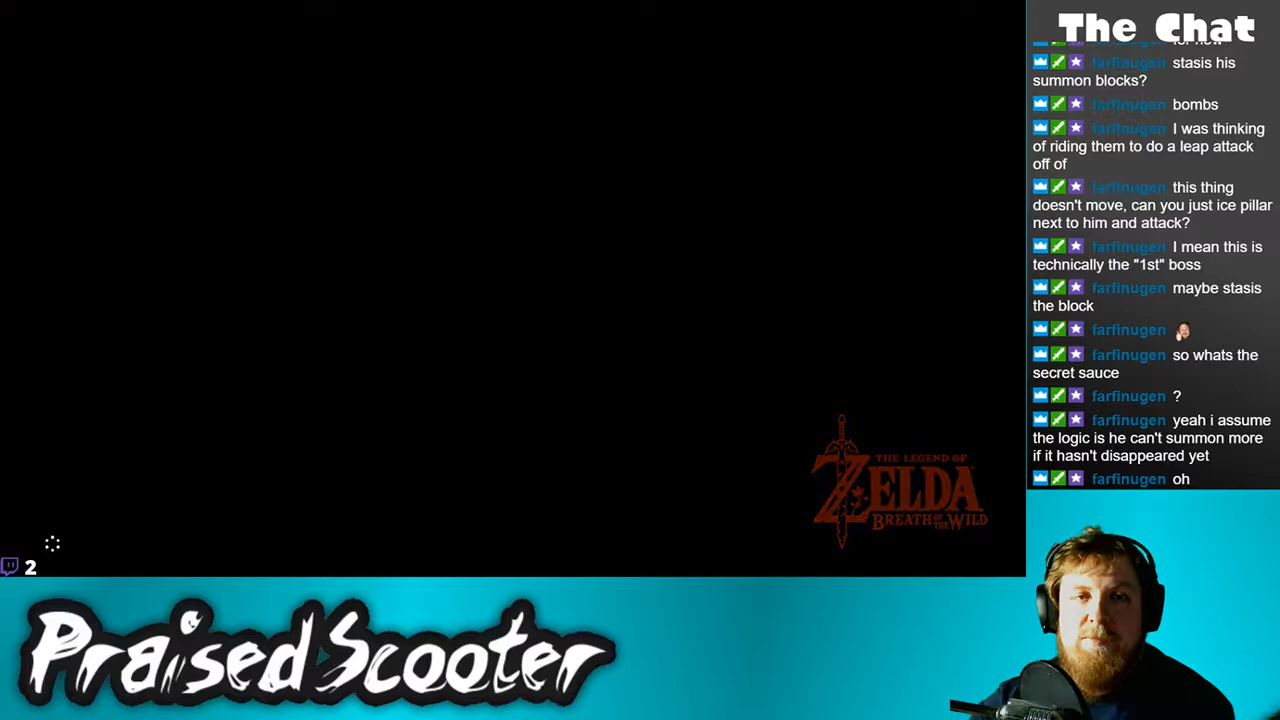 The Chat
farfinugen stasis his
summon blocks?
farfinugen bombs
farfinugen I was thinking
of riding them to do a leap attack
off of
farfinugen this thing
doesn't move, can you just ice pillar
next to him and attack?
farfinugen I mean this is
technically the "1st" boss
farfinugen maybe stasis
the block
farfinugen
farfinugen so whats the
secret sauce
farfinugen ?
farfinugen yeah i assume
the logic is he can't summon more
if it hasn't disappeared yet
farfinugen oh
THE LEGEND OF
ZELDA
BREATH OF THE WILD
2
PraisedScooter